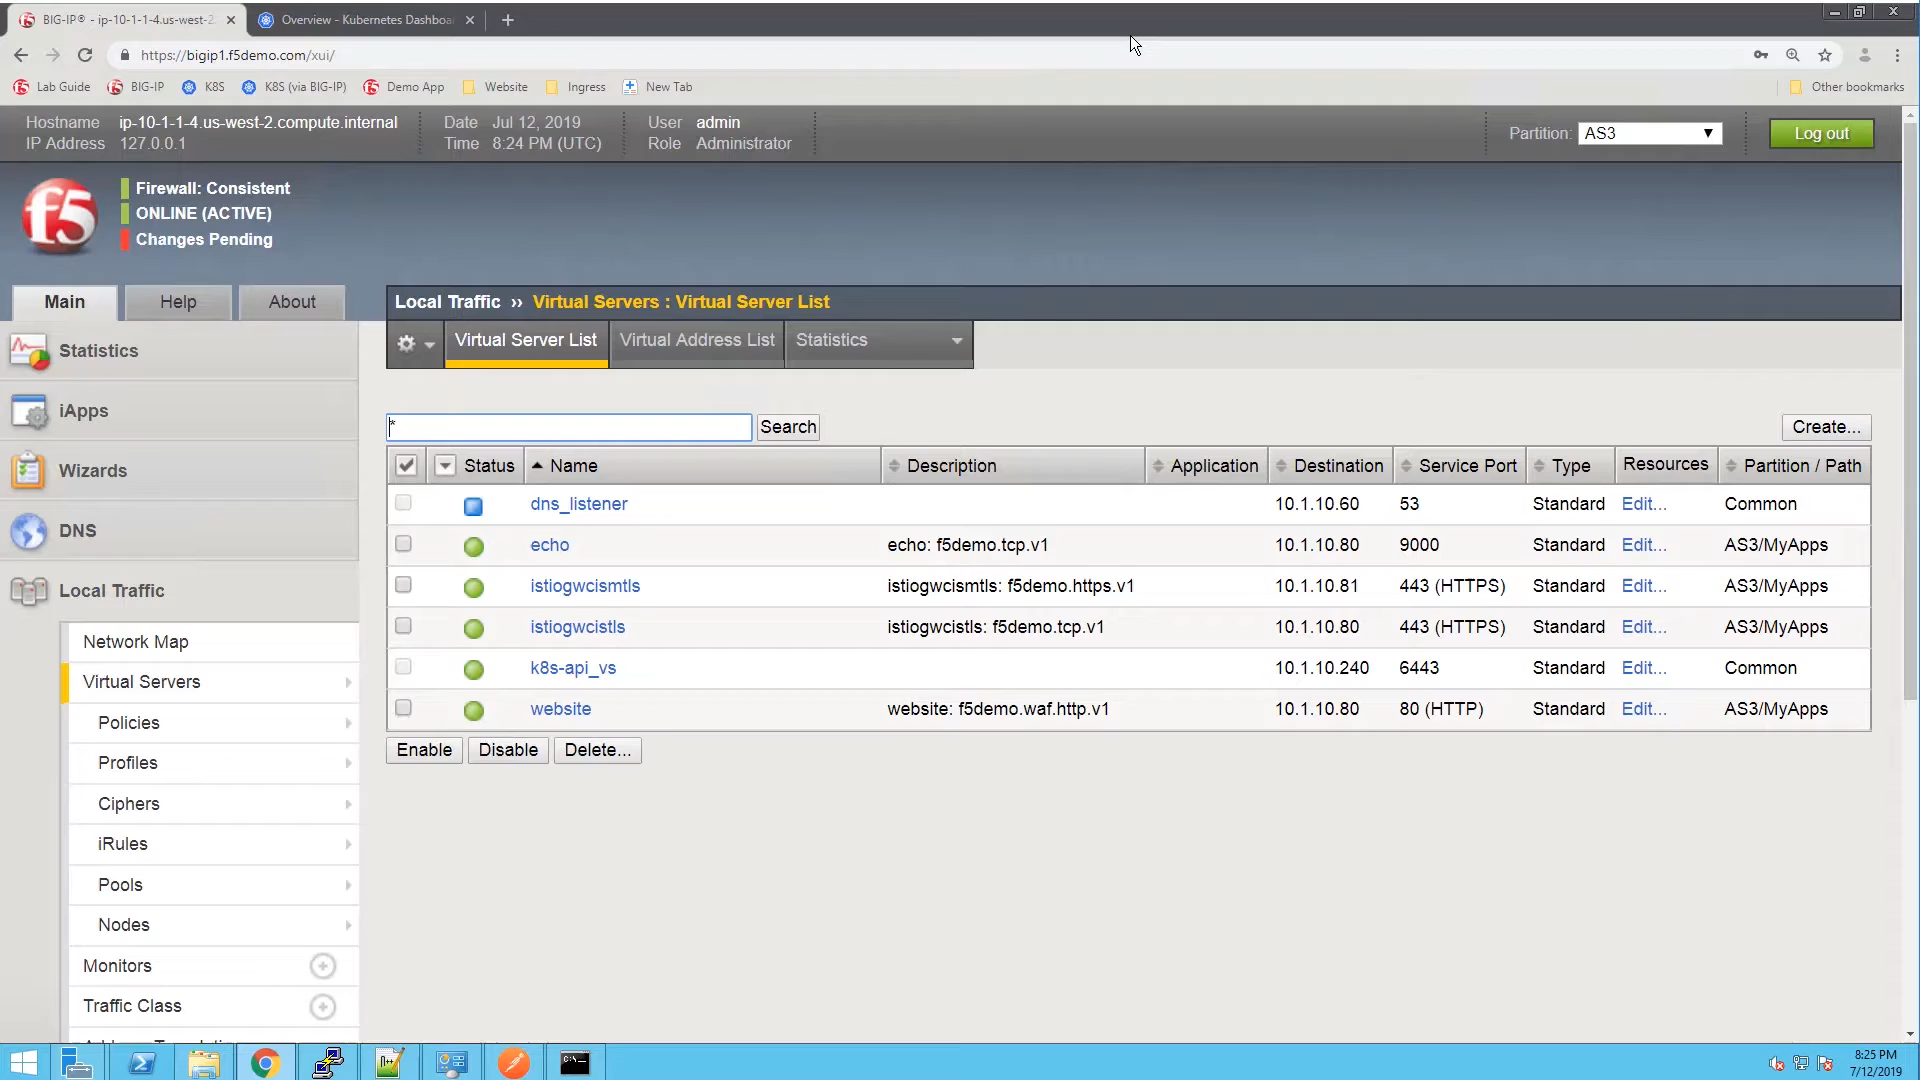 BIG-IP® - ip-10-1-1-4.us-west-2
Overview - Kubernetes Dashboa
https://bigip1.f5demo.com/xui/
Lab Guide BIG-IP K8S K8S (via BIG-IP) Demo App Website Ingress New Tab Other bookmarks
Hostname ip-10-1-1-4.us-west-2.compute.internal Date Jul 12, 2019 User admin Partition: AS3 Log out
IP Address 127.0.0.1 Time 8:24 PM (UTC) Role Administrator
f5
Firewall: Consistent
ONLINE (ACTIVE)
Changes Pending
Main Help About
Local Traffic ›› Virtual Servers : Virtual Server List
Virtual Server List Virtual Address List Statistics
Statistics
iApps
Wizards
DNS
Local Traffic
Network Map
Virtual Servers
Policies
Profiles
Ciphers
iRules
Pools
Nodes
Monitors
Traffic Class
* Search Create...
Status Name Description Application Destination Service Port Type Resources Partition / Path
dns_listener 10.1.10.60 53 Standard Edit... Common
echo echo: f5demo.tcp.v1 10.1.10.80 9000 Standard Edit... AS3/MyApps
istiogwcismtls istiogwcismtls: f5demo.https.v1 10.1.10.81 443 (HTTPS) Standard Edit... AS3/MyApps
istiogwcistls istiogwcistls: f5demo.tcp.v1 10.1.10.80 443 (HTTPS) Standard Edit... AS3/MyApps
k8s-api_vs 10.1.10.240 6443 Standard Edit... Common
website website: f5demo.waf.http.v1 10.1.10.80 80 (HTTP) Standard Edit... AS3/MyApps
Enable Disable Delete...
8:25 PM
7/12/2019